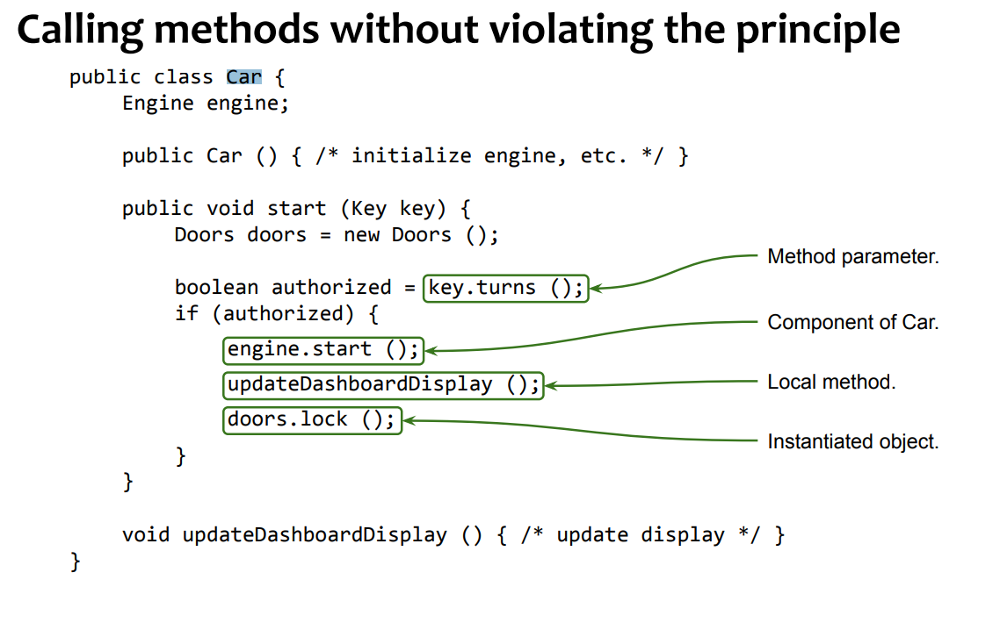 Calling methods without violating the principle
public class Car {
Engine engine;
public Car () { /* initialize engine, etc. */ }
public void start (Key key) {
Doors doors = new Doors ();
Method parameter.
boolean authorized = key.turns ();
if (authorized) {
Component of Car.
engine.start ();
updateDashboardDisplay ();
Local method.
doors.lock ();
Instantiated object.
}
}
void updateDashboardDisplay () { /* update display */ }
}